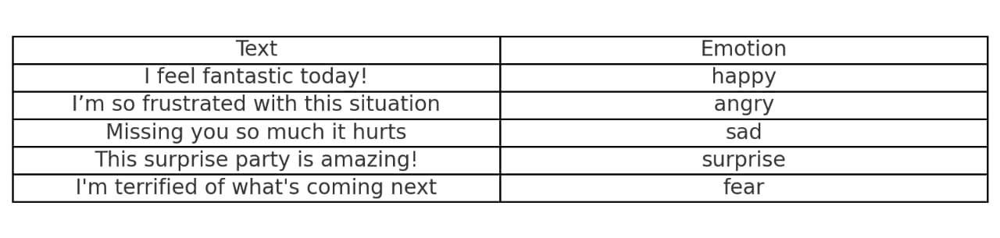 Text Emotion
I feel fantastic today! happy
I’m so frustrated with this situation angry
Missing you so much it hurts sad
This surprise party is amazing! surprise
I'm terrified of what's coming next fear